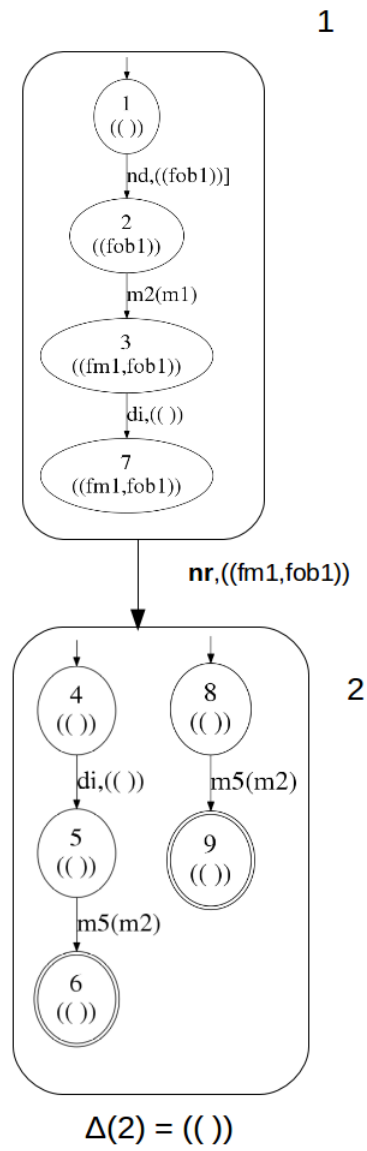 1
1
(( ))
nd,((fob1))]
2
((fob1))
m2(m1)
3
((fm1,fob1))
di,(( ))
7
((fm1,fob1))
nr,((fm1,fob1))
2
4
(( ))
di,(( ))
5
(( ))
m5(m2)
6
(( ))
8
(( ))
m5(m2)
9
(( ))
Δ(2) = (( ))